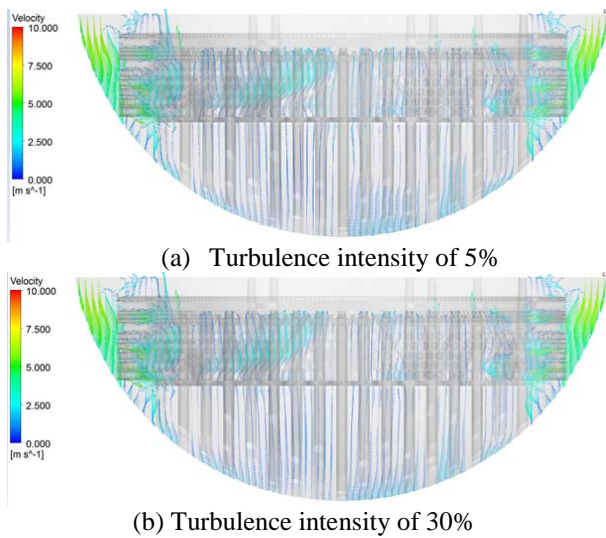 Velocity
10.000
7.500
5.000
2.500
0.000
[m s^-1]
(a) Turbulence intensity of 5%
Velocity
10.000
7.500
5.000
2.500
0.000
[m s^-1]
(b) Turbulence intensity of 30%